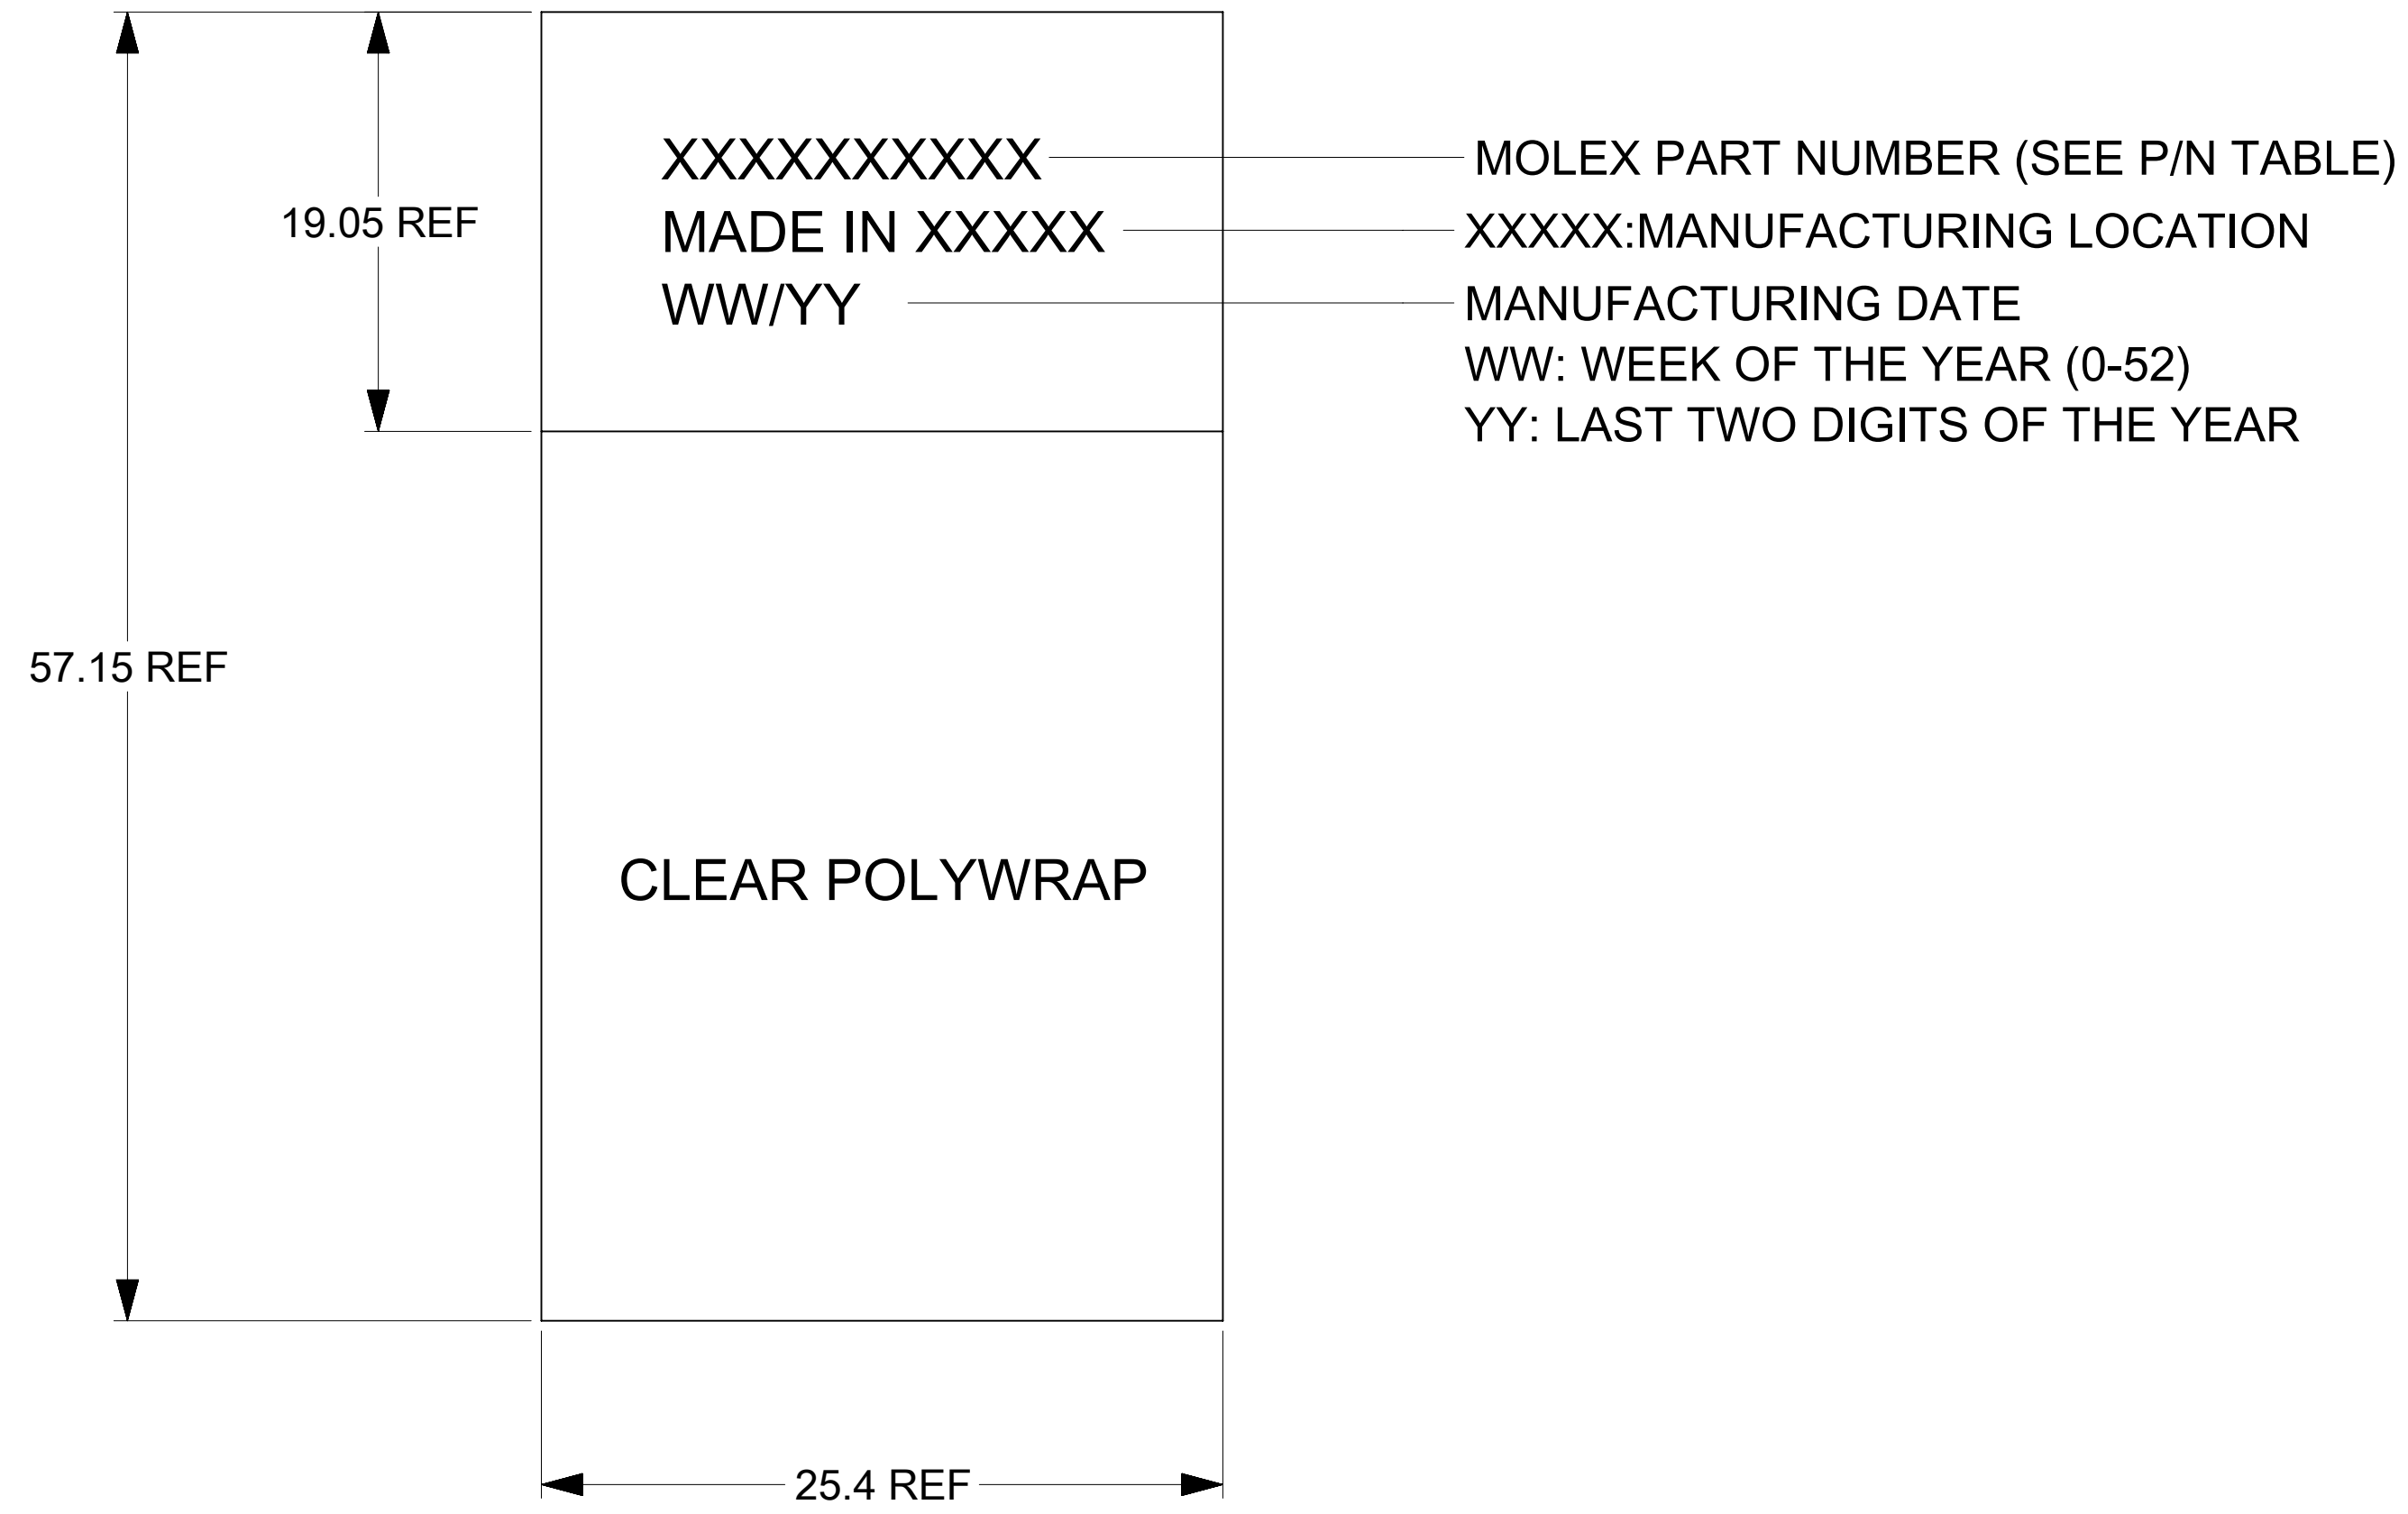 XXXXXXXXXX
MOLEX PART NUMBER (SEE P/N TABLE)
19.05 REF
MADE IN XXXXX
XXXXX:MANUFACTURING LOCATION
WW/YY
MANUFACTURING DATE
WW: WEEK OF THE YEAR (0-52)
YY: LAST TWO DIGITS OF THE YEAR
57.15 REF
CLEAR POLYWRAP
25.4 REF